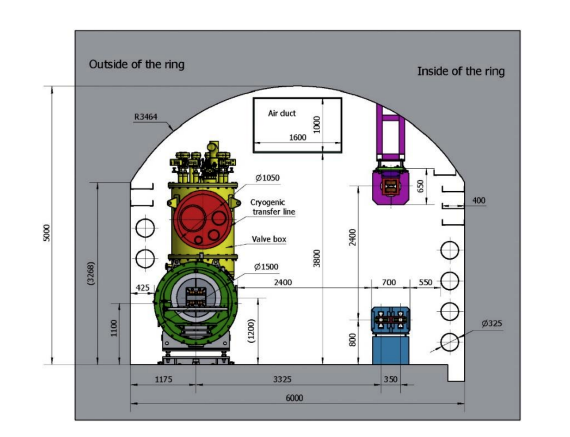 Outside of the ring
Inside of the ring
R3464
Air duct
1000
1600
Ø1050
Cryogenic
transfer line
Valve box
Ø1500
650
400
5000
(3268)
3800
2400
425
2400
700
550
1100
(1200)
800
Ø325
1175
3325
350
6000